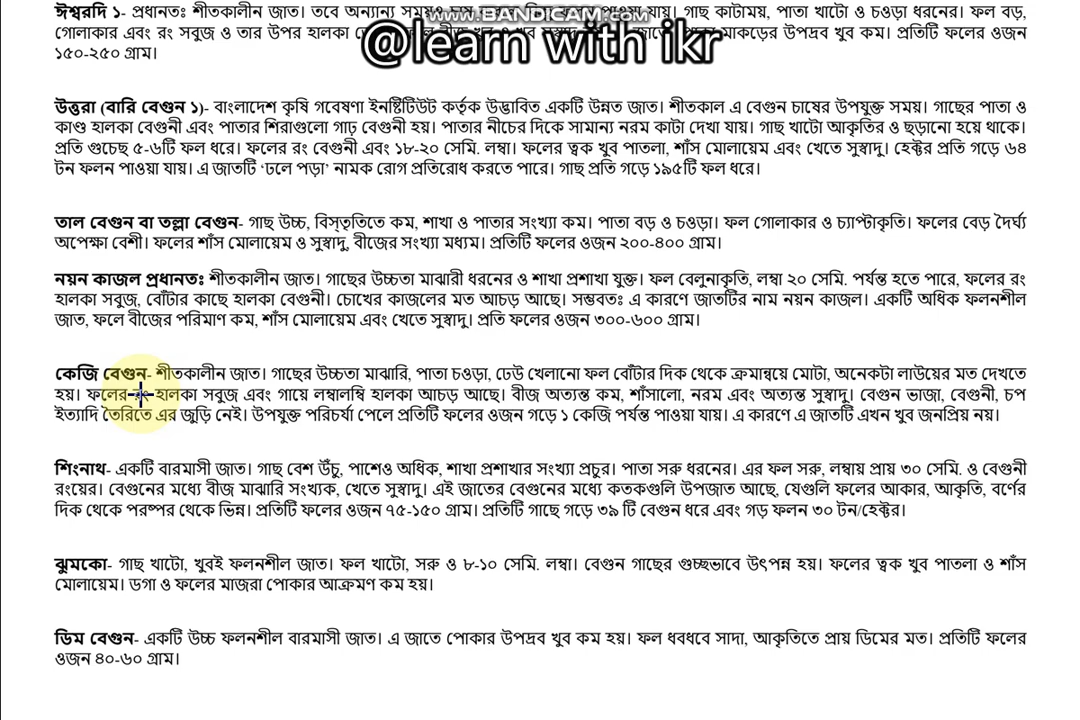 www.BANDICAM.com
ঈশ্বরদি ১- প্রধানতঃ শীতকালীন জাত। তবে অন্যান্য সময়ও যায়। গাছ কাটাময়, পাতা খাটো ও চওড়া ধরনের। ফল বড়,
গোলাকার এবং রং সবুজ ও তার উপর হালকা মাকড়ের উপদ্রব খুব কম। প্রতিটি ফলের ওজন
@learn with ikr
১৫০-২৫০ গ্রাম।
উত্তরা (বারি বেগুন ১)- বাংলাদেশ কৃষি গবেষণা ইনষ্টিটিউট কর্তৃক উদ্ভাবিত একটি উন্নত জাত। শীতকাল এ বেগুন চাষের উপযুক্ত সময়। গাছের পাতা ও
কাণ্ড হালকা বেগুনী এবং পাতার শিরাগুলো গাঢ় বেগুনী হয়। পাতার নীচের দিকে সামান্য নরম কাটা দেখা যায়। গাছ খাটো আকৃতির ও ছড়ানো হয়ে থাকে।
প্রতি গুচ্ছে ৫-৬টি ফল ধরে। ফলের রং বেগুনী এবং ১৮-২০ সেমি. লম্বা। ফলের ত্বক খুব পাতলা, শাঁস মোলায়েম এবং খেতে সুস্বাদু। হেক্টর প্রতি গড়ে ৬৪
টন ফলন পাওয়া যায়। এ জাতটি ‘ঢলে পড়া’ নামক রোগ প্রতিরোধ করতে পারে। গাছ প্রতি গড়ে ১৯৫টি ফল ধরে।
তাল বেগুন বা তল্লা বেগুন- গাছ উচ্চ, বিস্তৃতিতে কম, শাখা ও পাতার সংখ্যা কম। পাতা বড় ও চওড়া। ফল গোলাকার ও চ্যাপ্টাকৃতি। ফলের বেড় দৈর্ঘ্য
অপেক্ষা বেশী। ফলের শাঁস মোলায়েম ও সুস্বাদু, বীজের সংখ্যা মধ্যম। প্রতিটি ফলের ওজন ২০০-৪০০ গ্রাম।
নয়ন কাজল প্রধানতঃ শীতকালীন জাত। গাছের উচ্চতা মাঝারী ধরনের ও শাখা প্রশাখা যুক্ত। ফল বেলুনাকৃতি, লম্বা ২০ সেমি. পর্যন্ত হতে পারে, ফলের রং
হালকা সবুজ, বোঁটার কাছে হালকা বেগুনী। চোখের কাজলের মত আচড় আছে। সম্ভবতঃ এ কারণে জাতটির নাম নয়ন কাজল। একটি অধিক ফলনশীল
জাত, ফলে বীজের পরিমাণ কম, শাঁস মোলায়েম এবং খেতে সুস্বাদু। প্রতি ফলের ওজন ৩০০-৬০০ গ্রাম।
কেজি বেগুন- শীতকালীন জাত। গাছের উচ্চতা মাঝারি, পাতা চওড়া, ঢেউ খেলানো ফল বোঁটার দিক থেকে ক্রমান্বয়ে মোটা, অনেকটা লাউয়ের মত দেখতে
হয়। ফলের রং হালকা সবুজ এবং গায়ে লম্বালম্বি হালকা আচড় আছে। বীজ অত্যন্ত কম, শাঁসালো, নরম এবং অত্যন্ত সুস্বাদু। বেগুন ভাজা, বেগুনী, চপ
ইত্যাদি তৈরিতে এর জুড়ি নেই। উপযুক্ত পরিচর্যা পেলে প্রতিটি ফলের ওজন গড়ে ১ কেজি পর্যন্ত পাওয়া যায়। এ কারণে এ জাতটি এখন খুব জনপ্রিয় নয়।
শিংনাথ- একটি বারমাসী জাত। গাছ বেশ উঁচু, পাশেও অধিক, শাখা প্রশাখার সংখ্যা প্রচুর। পাতা সরু ধরনের। এর ফল সরু, লম্বায় প্রায় ৩০ সেমি. ও বেগুনী
রংয়ের। বেগুনের মধ্যে বীজ মাঝারি সংখ্যক, খেতে সুস্বাদু। এই জাতের বেগুনের মধ্যে কতকগুলি উপজাত আছে, যেগুলি ফলের আকার, আকৃতি, বর্ণের
দিক থেকে পরষ্পর থেকে ভিন্ন। প্রতিটি ফলের ওজন ৭৫-১৫০ গ্রাম। প্রতিটি গাছে গড়ে ৩৯ টি বেগুন ধরে এবং গড় ফলন ৩০ টন/হেক্টর।
ঝুমকো- গাছ খাটো, খুবই ফলনশীল জাত। ফল খাটো, সরু ও ৮-১০ সেমি. লম্বা। বেগুন গাছের গুচ্ছভাবে উৎপন্ন হয়। ফলের ত্বক খুব পাতলা ও শাঁস
মোলায়েম। ডগা ও ফলের মাজরা পোকার আক্রমণ কম হয়।
ডিম বেগুন- একটি উচ্চ ফলনশীল বারমাসী জাত। এ জাতে পোকার উপদ্রব খুব কম হয়। ফল ধবধবে সাদা, আকৃতিতে প্রায় ডিমের মত। প্রতিটি ফলের
ওজন ৪০-৬০ গ্রাম।